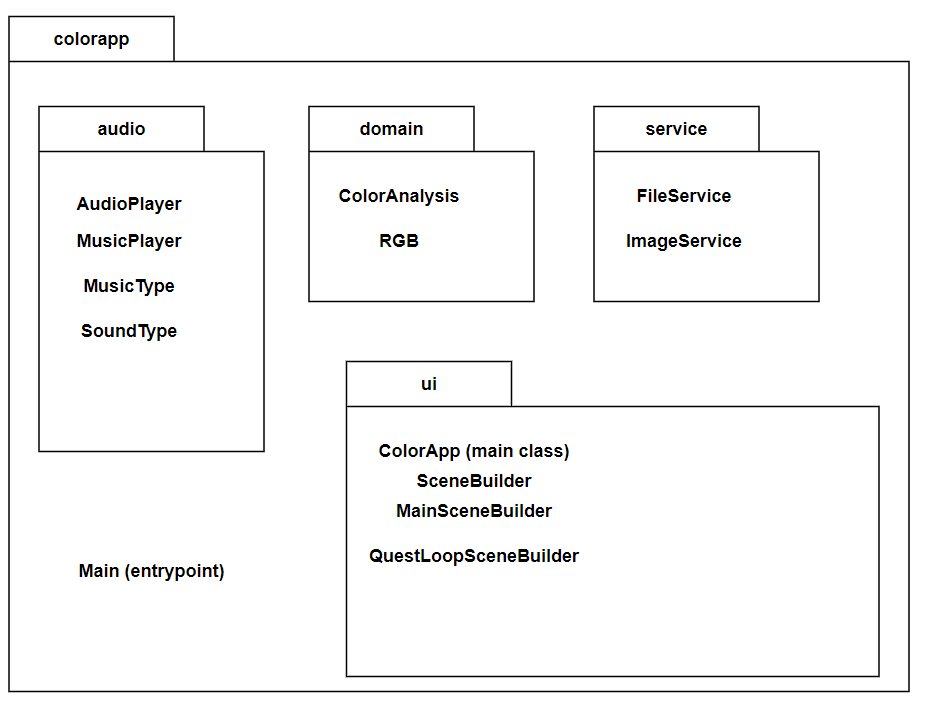 colorapp
audio
AudioPlayer
MusicPlayer
MusicType
SoundType
domain
ColorAnalysis
RGB
service
FileService
ImageService
ui
ColorApp (main class)
SceneBuilder
MainSceneBuilder
QuestLoopSceneBuilder
Main (entrypoint)